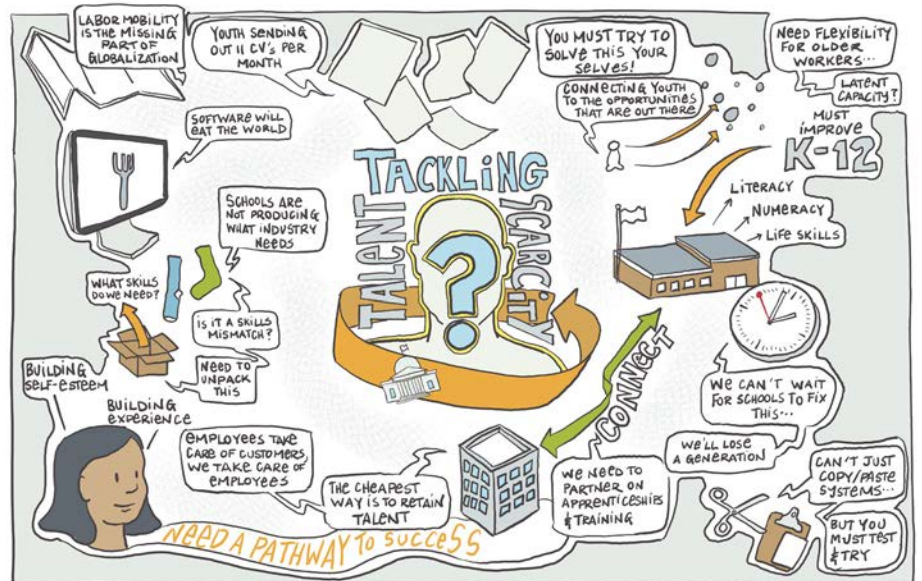 LABOR MOBILITY
IS THE MISSING
PART OF
GLOBALIZATION
YOUTH SENDING
OUT 11 CV'S PER
MONTH
YOU MUST TRY TO
SOLVE THIS YOUR
SELVES!
CONNECTING YOUTH
TO THE OPPORTUNITIES
THAT ARE OUT THERE
NEED FLEXIBILITY
FOR OLDER
WORKERS...
LATENT
CAPACITY?
MUST
IMPROVE
K-12
LITERACY
NUMERACY
LIFE SKILLS
SOFTWARE WILL
EAT THE WORLD
TACKLING
TALENT
SCARCITY
?
SCHOOLS ARE
NOT PRODUCING
WHAT INDUSTRY
NEEDS
WHAT SKILLS
DO WE NEED?
IS IT A SKILLS
MISMATCH?
NEED TO
UNPACK
THIS
BUILDING
SELF-ESTEEM
BUILDING
EXPERIENCE
EMPLOYEES TAKE
CARE OF CUSTOMERS,
WE TAKE CARE OF
EMPLOYEES
THE CHEAPEST
WAY IS TO RETAIN
TALENT
CONNECT
WE NEED TO
PARTNER ON
APPRENTICESHIPS
& TRAINING
WE CAN'T WAIT
FOR SCHOOLS TO FIX
THIS...
WE'LL LOSE
A GENERATION
CAN'T JUST
COPY/PASTE
SYSTEMS...
BUT YOU
MUST TEST
& TRY
NEED A PATHWAY TO SUCCESS